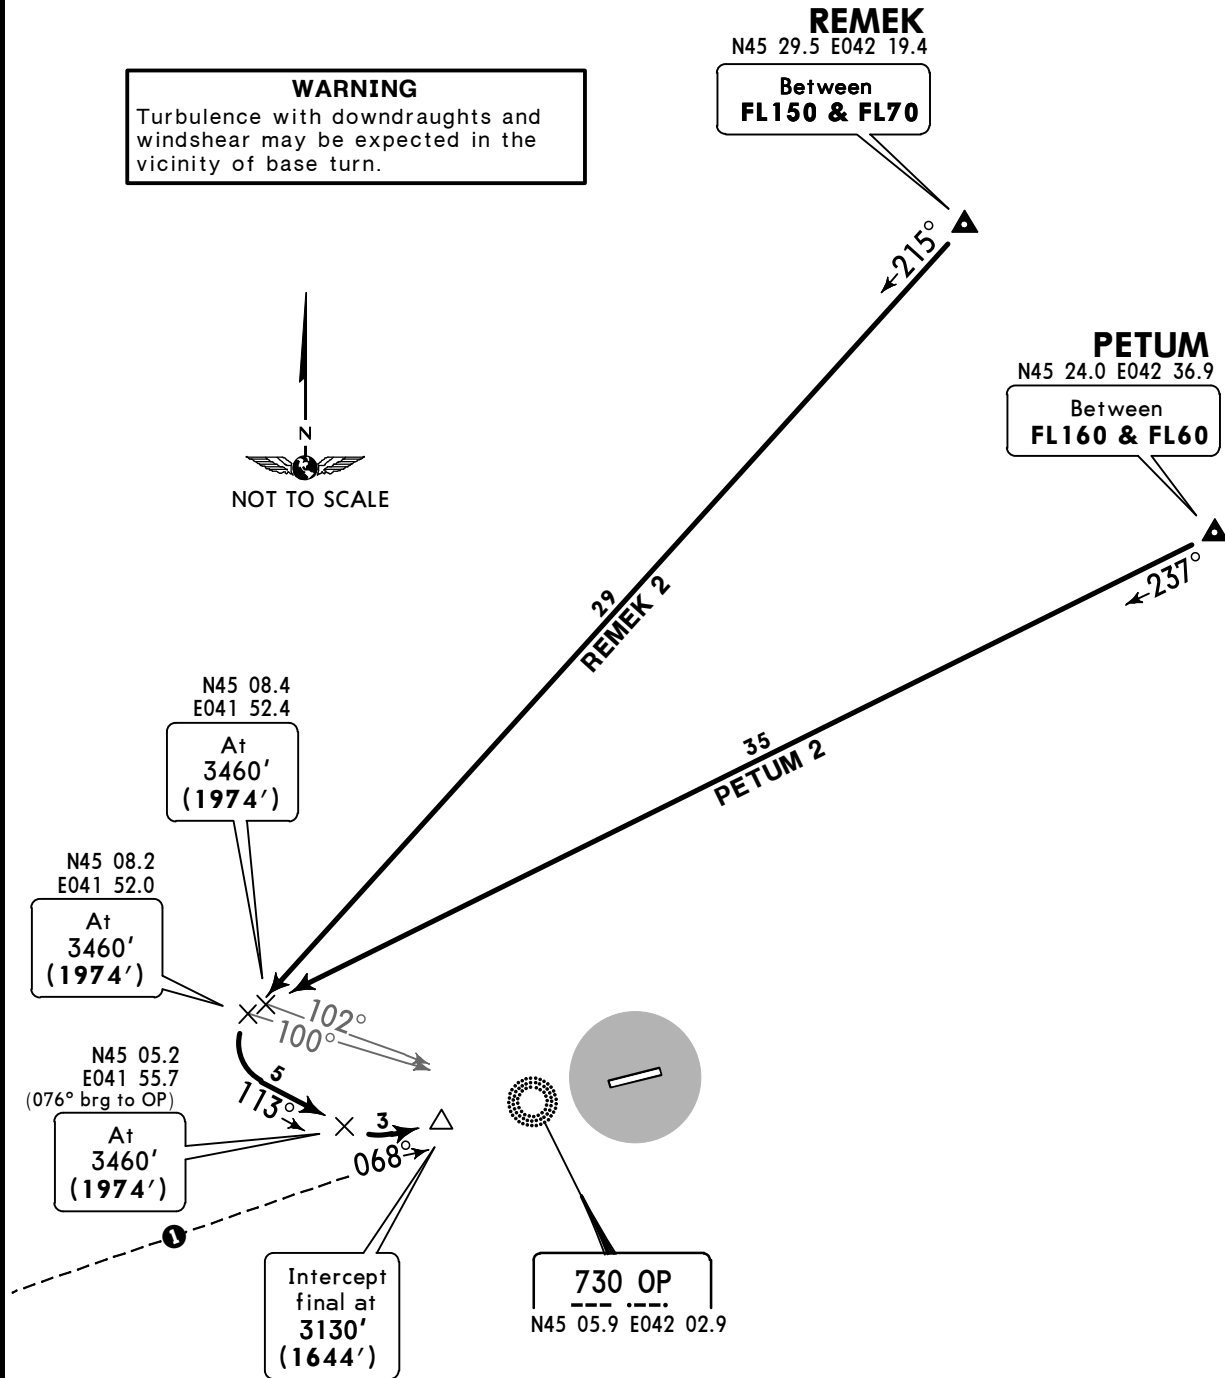 REMEK
N45 29.5 E042 19.4
Between
FL150 & FL70
WARNING
Turbulence with downdraughts and
windshear may be expected in the
vicinity of base turn.
215°
PETUM
N45 24.0 E042 36.9
Between
FL160 & FL60
N
NOT TO SCALE
237°
29
REMEK 2
35
PETUM 2
N45 08.4
E041 52.4
At
3460'
(1974')
N45 08.2
E041 52.0
At
3460'
(1974')
102°
100°
N45 05.2
E041 55.7
(076° brg to OP)
At
3460'
(1974')
5
113°
3
068°
1
Intercept
final at
3130'
(1644')
730 OP
N45 05.9 E042 02.9